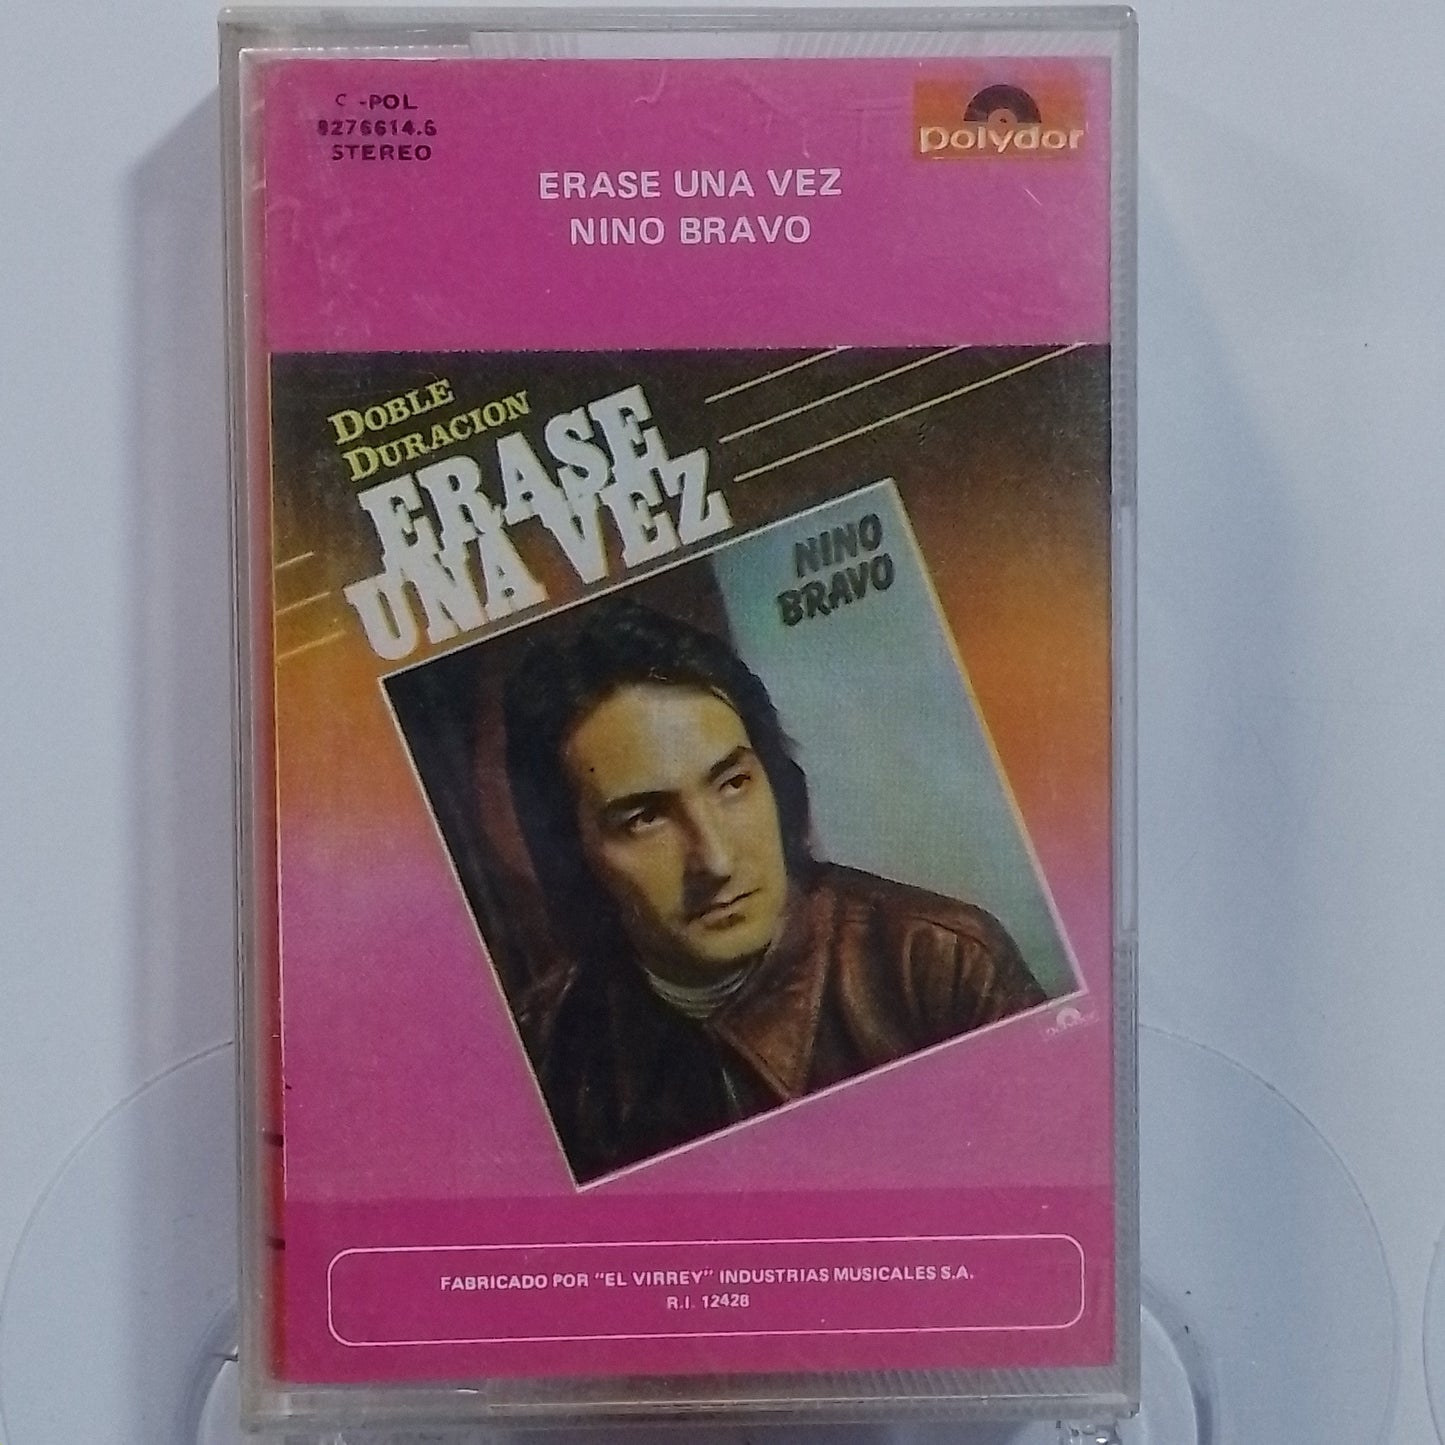 C -POL
8276614.6
STEREO
polydor
ERASE UNA VEZ
NINO BRAVO
DOBLE
DURACION
ERASE
UNA VEZ
NINO
BRAVO
FABRICADO POR "EL VIRREY" INDUSTRIAS MUSICALES S.A.
R.I. 12428